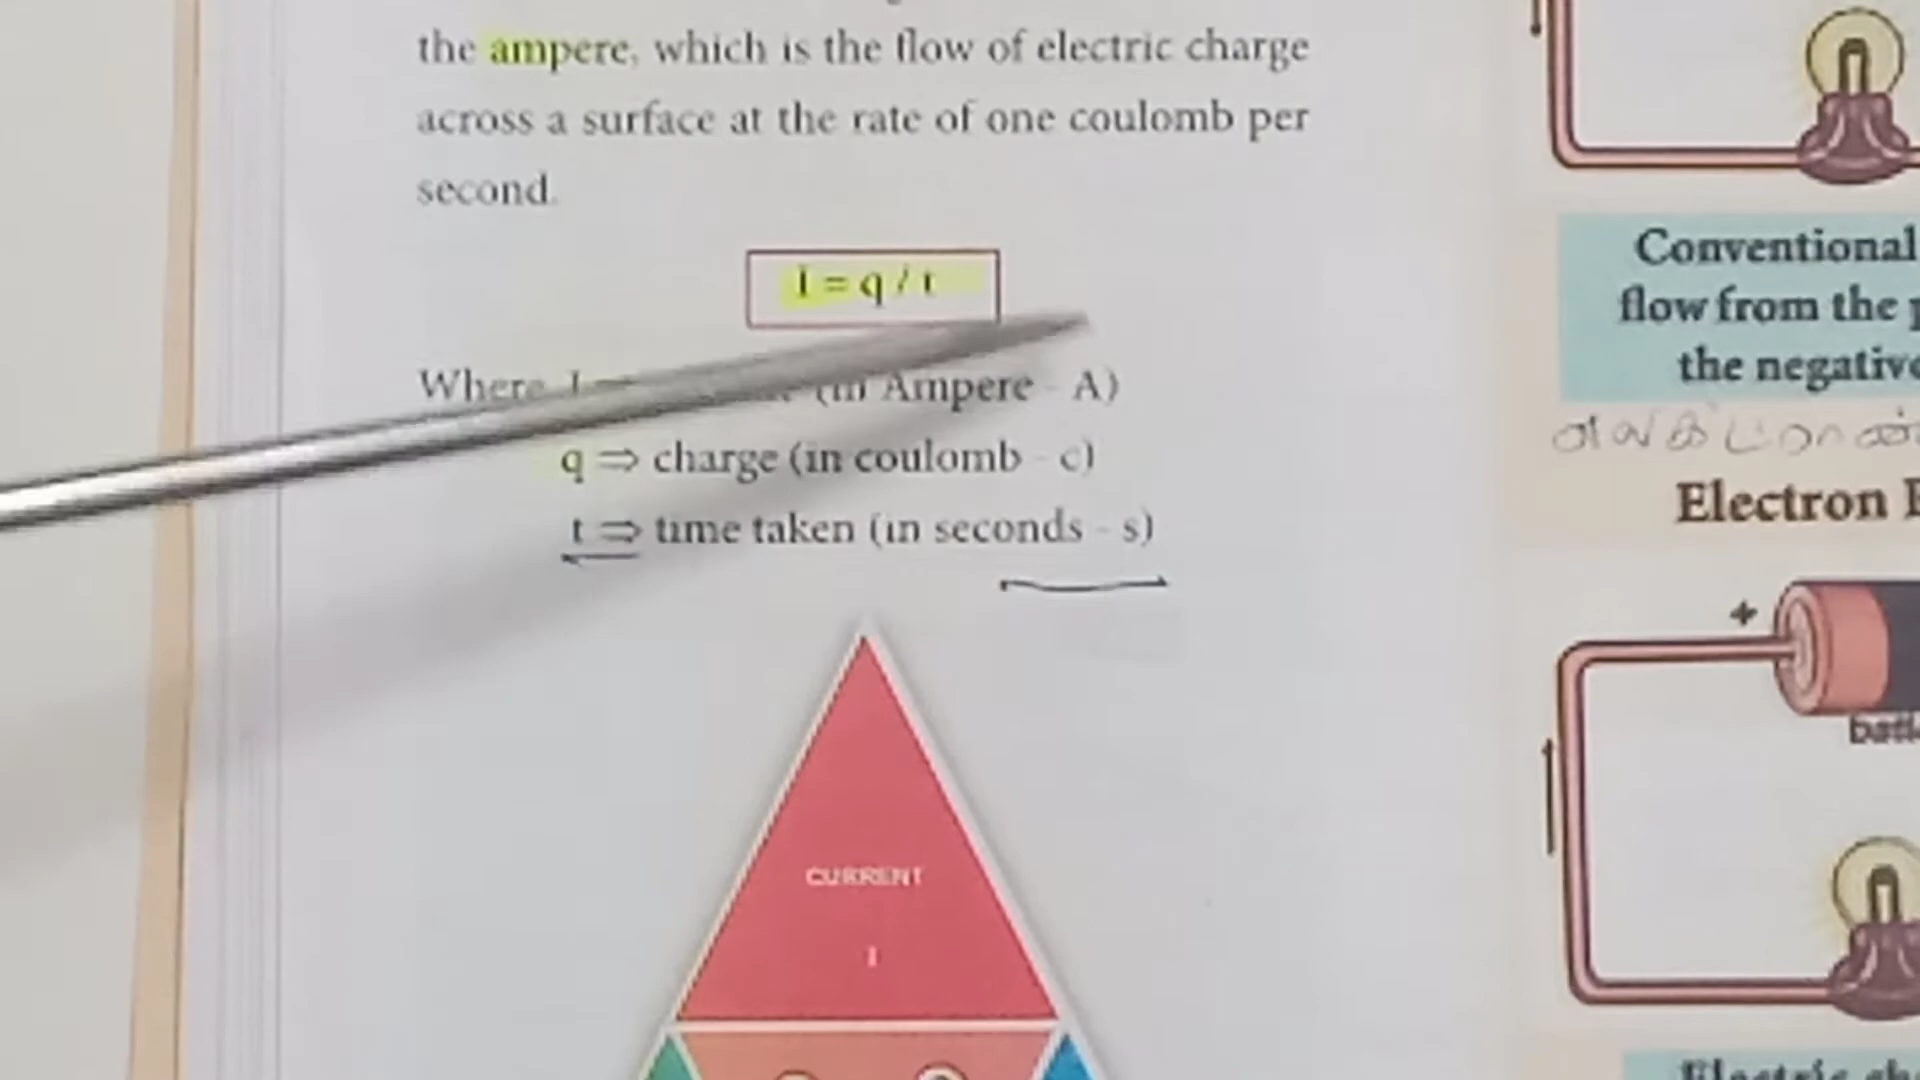 the ampere, which is the flow of electric charge
across a surface at the rate of one coulomb per
second.
I = q / t
Where, I (in Ampere - A)
q ⇒ charge (in coulomb - c)
t ⇒ time taken (in seconds - s)
CURRENT
I
Conventional
flow from the
the negative
எலக்ட்ரான்
Electron
+